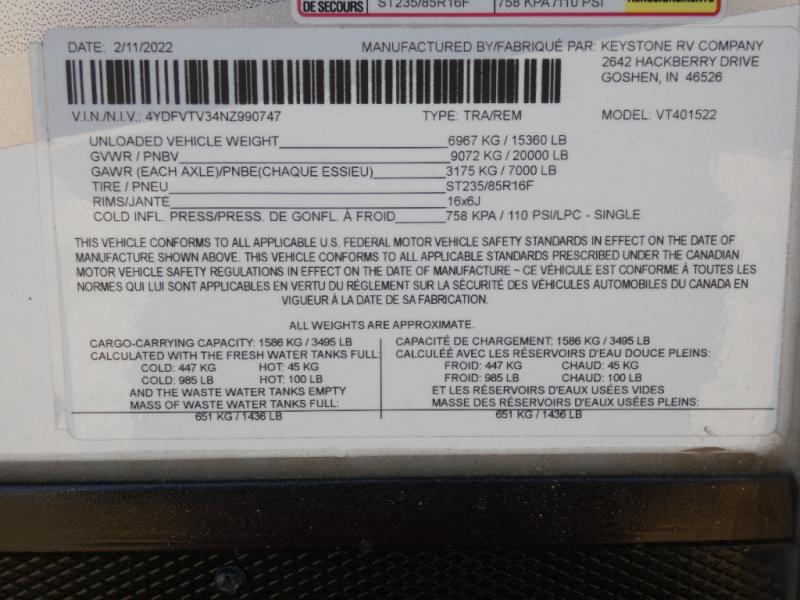 DE SECOURS ST235/85R16F 758 KPA /110 PSI RENSEIGNEMENTS
DATE: 2/11/2022 MANUFACTURED BY/FABRIQUÉ PAR: KEYSTONE RV COMPANY
2642 HACKBERRY DRIVE
GOSHEN, IN 46526
V.I.N./N.I.V.: 4YDFVTV34NZ990747 TYPE: TRA/REM MODEL: VT401522
UNLOADED VEHICLE WEIGHT 6967 KG / 15360 LB
GVWR / PNBV 9072 KG / 20000 LB
GAWR (EACH AXLE)/PNBE(CHAQUE ESSIEU) 3175 KG / 7000 LB
TIRE / PNEU ST235/85R16F
RIMS/JANTE 16x6J
COLD INFL. PRESS/PRESS. DE GONFL. À FROID 758 KPA / 110 PSI/LPC - SINGLE
THIS VEHICLE CONFORMS TO ALL APPLICABLE U.S. FEDERAL MOTOR VEHICLE SAFETY STANDARDS IN EFFECT ON THE DATE OF
MANUFACTURE SHOWN ABOVE. THIS VEHICLE CONFORMS TO ALL APPLICABLE STANDARDS PRESCRIBED UNDER THE CANADIAN
MOTOR VEHICLE SAFETY REGULATIONS IN EFFECT ON THE DATE OF MANUFACTURE ~ CE VÉHICULE EST CONFORME À TOUTES LES
NORMES QUI LUI SONT APPLICABLES EN VERTU DU RÉGLEMENT SUR LA SÉCURITÉ DES VÉHICULES AUTOMOBILES DU CANADA EN
VIGUEUR À LA DATE DE SA FABRICATION.
ALL WEIGHTS ARE APPROXIMATE.
CARGO-CARRYING CAPACITY: 1586 KG / 3495 LB
CALCULATED WITH THE FRESH WATER TANKS FULL:
COLD: 447 KG HOT: 45 KG
COLD: 985 LB HOT: 100 LB
AND THE WASTE WATER TANKS EMPTY
MASS OF WASTE WATER TANKS FULL:
651 KG / 1436 LB
CAPACITÉ DE CHARGEMENT: 1586 KG / 3495 LB
CALCULÉE AVEC LES RÉSERVOIRS D'EAU DOUCE PLEINS:
FROID: 447 KG CHAUD: 45 KG
FROID: 985 LB CHAUD: 100 LB
ET LES RÉSERVOIRS D'EAUX USÉES VIDES
MASSE DES RÉSERVOIRS D'EAUX USÉES PLEINS:
651 KG / 1436 LB